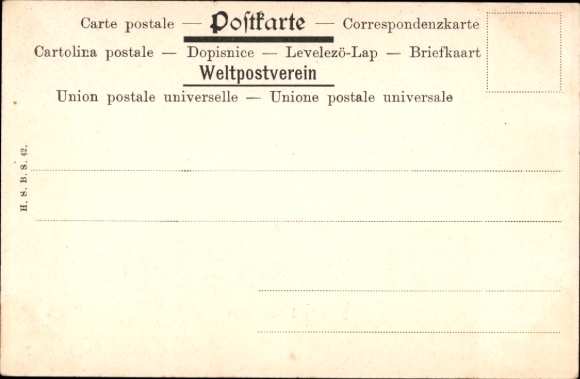 Carte postale — Postkarte — Correspondenzkarte
Cartolina postale — Dopisnice — Levelezö-Lap — Briefkaart
Weltpostverein
Union postale universelle — Unione postale universale
H. S. B. S. 42.